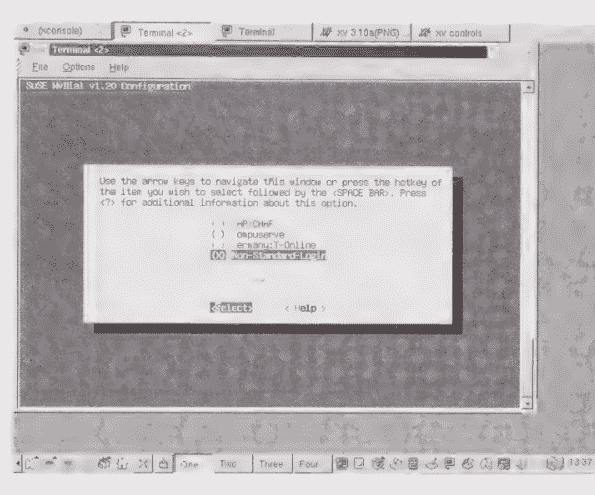 (xconsole)
Terminal <2>
Terminal
xv 3.10a(PNG)
xv controls
Terminal <2>
File Options Help
SuSE WvDial v1.20 Configuration
Use the arrow keys to navigate this window or press the hotkey of
the item you wish to select followed by the <SPACE BAR>. Press
<?> for additional information about this option.
( )
( ) ompuserve
( ) ermany:T-Online
(X) Non-Standard-Login
<Select> < Help >
One Two Three Four 13:37